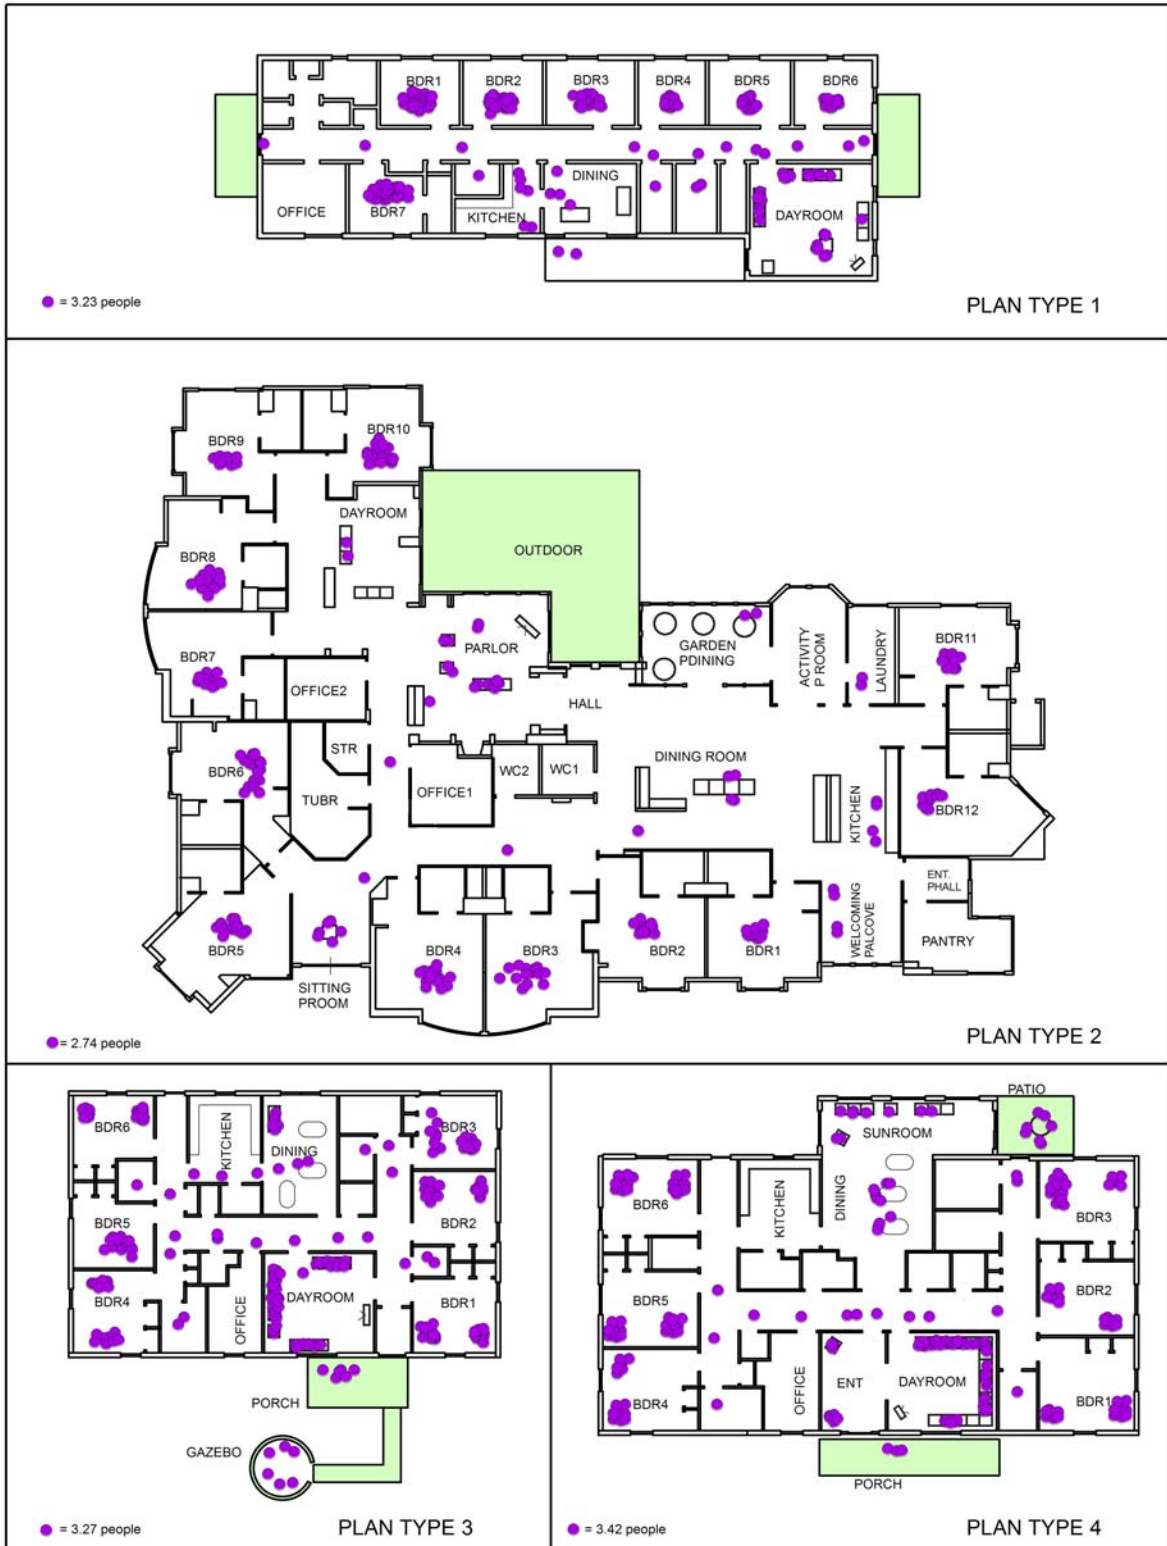 BDR1
BDR2
BDR3
BDR4
BDR5
BDR6
OFFICE
BDR7
KITCHEN
DINING
DAYROOM
= 3.23 people
PLAN TYPE 1
BDR9
BDR10
DAYROOM
BDR8
OUTDOOR
BDR7
OFFICE2
PARLOR
HALL
GARDEN
PDINING
ACTIVITY
P ROOM
LAUNDRY
BDR11
BDR6
STR
TUBR
OFFICE1
WC2
WC1
DINING ROOM
KITCHEN
BDR12
ENT.
PHALL
BDR5
SITTING
PROOM
BDR4
BDR3
BDR2
BDR1
WELCOMING
PALCOVE
PANTRY
= 2.74 people
PLAN TYPE 2
BDR6
KITCHEN
DINING
BDR3
BDR5
BDR2
BDR4
OFFICE
DAYROOM
BDR1
PORCH
GAZEBO
= 3.27 people
PLAN TYPE 3
PATIO
SUNROOM
BDR6
KITCHEN
DINING
BDR3
BDR5
BDR2
BDR4
OFFICE
ENT
DAYROOM
BDR1
PORCH
= 3.42 people
PLAN TYPE 4